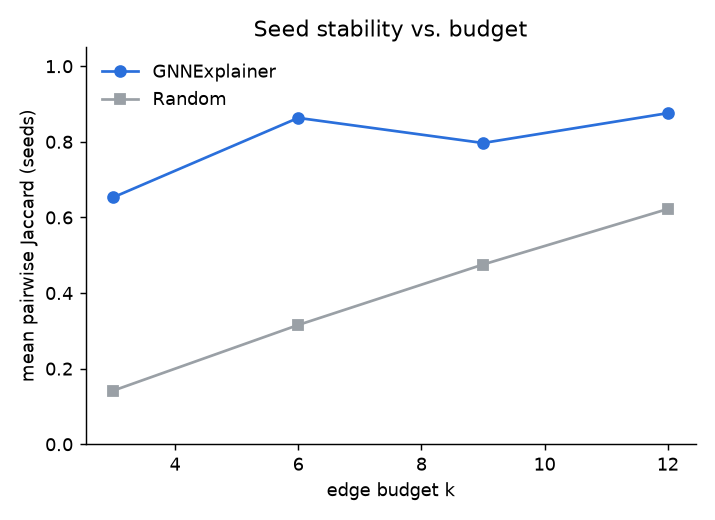 Seed stability vs. budget
GNNExplainer
Random
mean pairwise Jaccard (seeds)
1.0
0.8
0.6
0.4
0.2
0.0
4 6 8 10 12
edge budget k